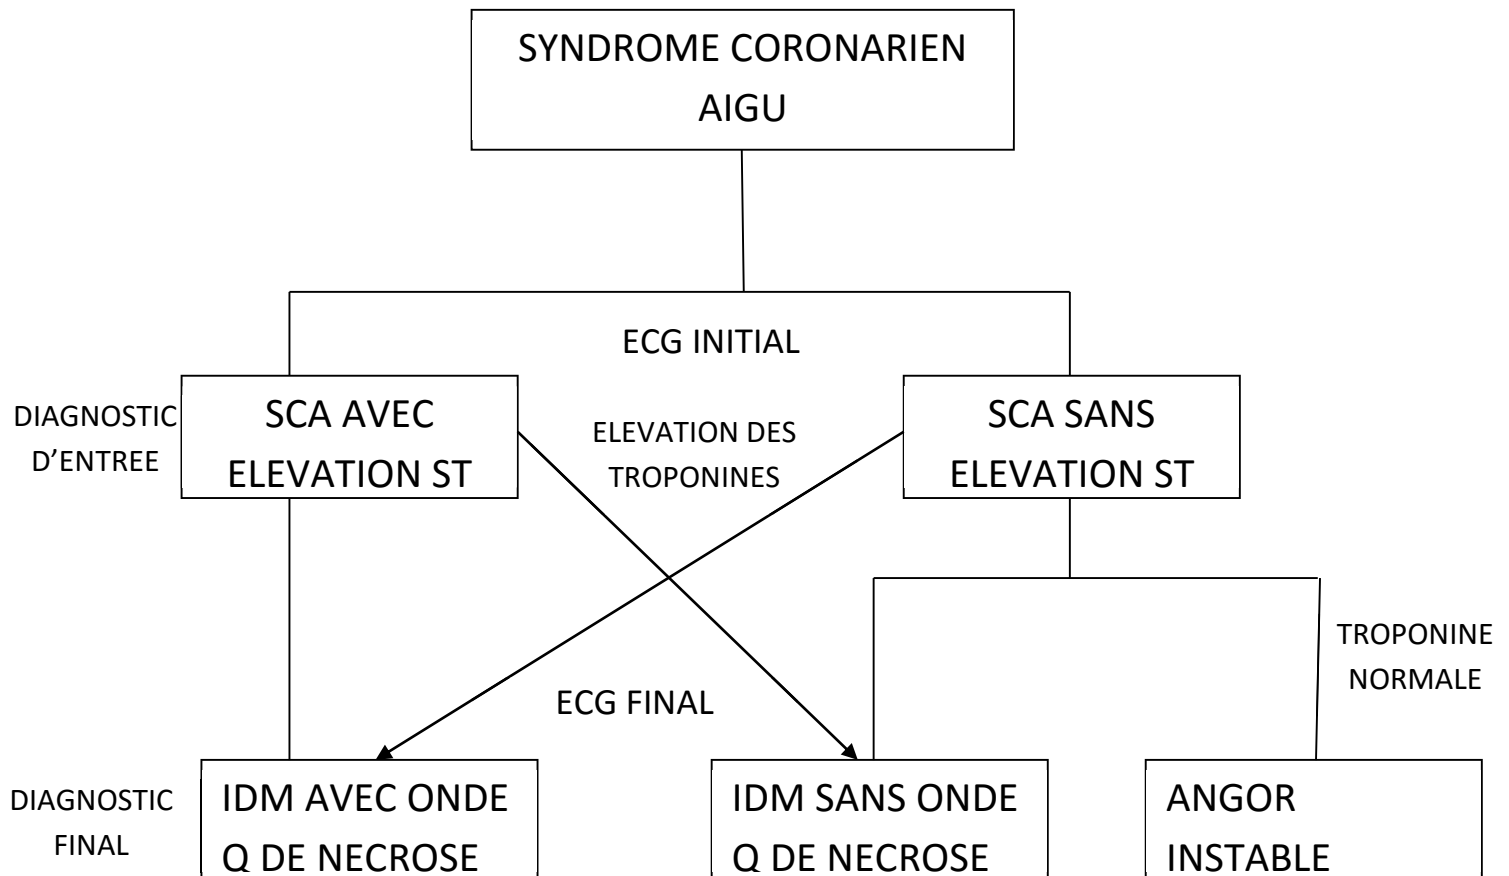 SYNDROME CORONARIEN
AIGU
ECG INITIAL
DIAGNOSTIC
D’ENTREE
SCA AVEC
ELEVATION ST
ELEVATION DES
TROPONINES
SCA SANS
ELEVATION ST
TROPONINE
NORMALE
ECG FINAL
DIAGNOSTIC
FINAL
IDM AVEC ONDE
Q DE NECROSE
IDM SANS ONDE
Q DE NECROSE
ANGOR
INSTABLE